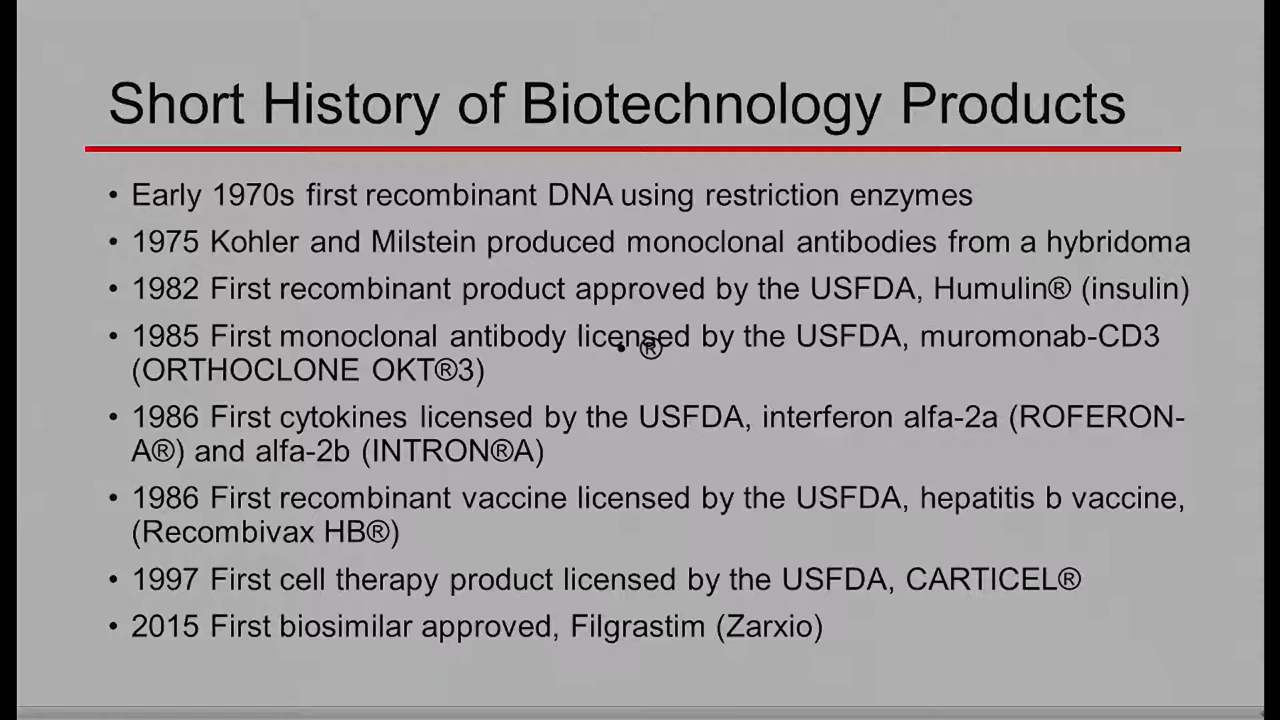 Short History of Biotechnology Products
• Early 1970s first recombinant DNA using restriction enzymes
• 1975 Kohler and Milstein produced monoclonal antibodies from a hybridoma
• 1982 First recombinant product approved by the USFDA, Humulin® (insulin)
• 1985 First monoclonal antibody licensed by the USFDA, muromonab-CD3
• ®
(ORTHOCLONE OKT®3)
• 1986 First cytokines licensed by the USFDA, interferon alfa-2a (ROFERON-
A®) and alfa-2b (INTRON®A)
• 1986 First recombinant vaccine licensed by the USFDA, hepatitis b vaccine,
(Recombivax HB®)
• 1997 First cell therapy product licensed by the USFDA, CARTICEL®
• 2015 First biosimilar approved, Filgrastim (Zarxio)